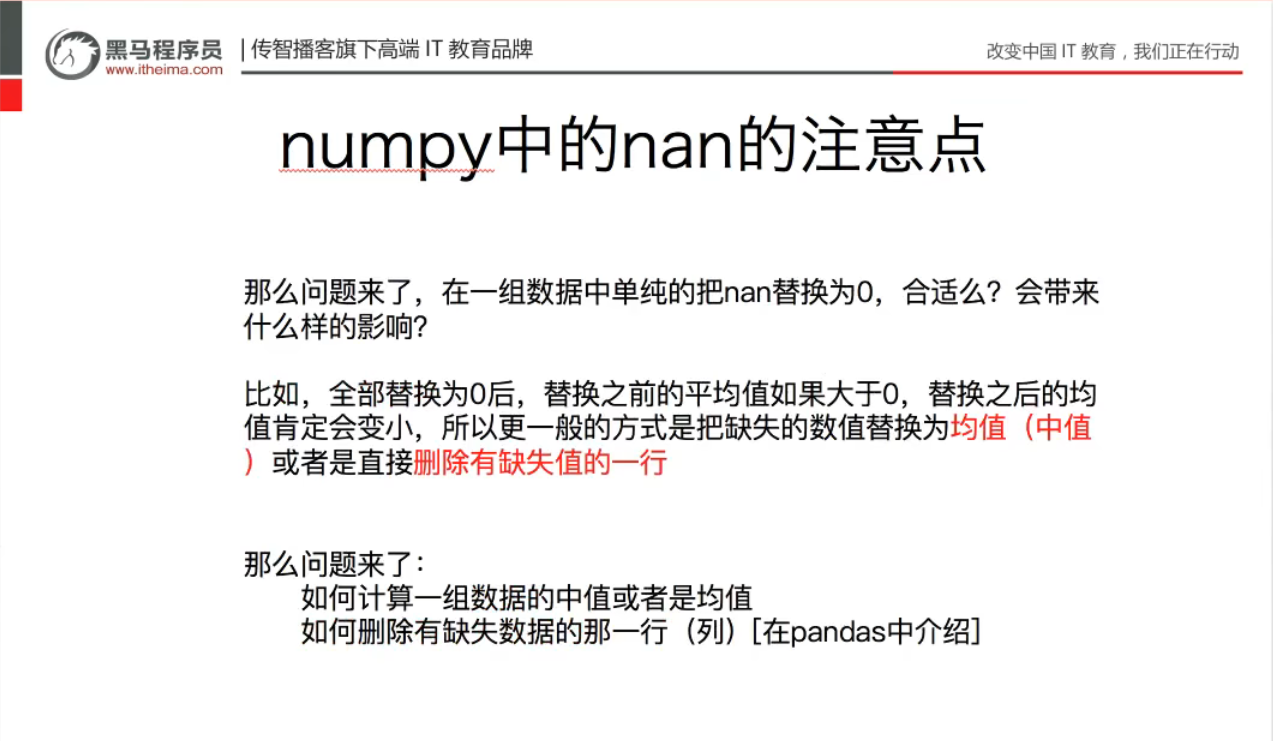 黑马程序员
www.itheima.com
传智播客旗下高端 IT 教育品牌
改变中国 IT 教育，我们正在行动
numpy中的nan的注意点
那么问题来了，在一组数据中单纯的把nan替换为0，合适么？会带来
什么样的影响？
比如，全部替换为0后，替换之前的平均值如果大于0，替换之后的均
值肯定会变小，所以更一般的方式是把缺失的数值替换为均值（中值
）或者是直接删除有缺失值的一行
那么问题来了：
如何计算一组数据的中值或者是均值
如何删除有缺失数据的那一行（列）[在pandas中介绍]